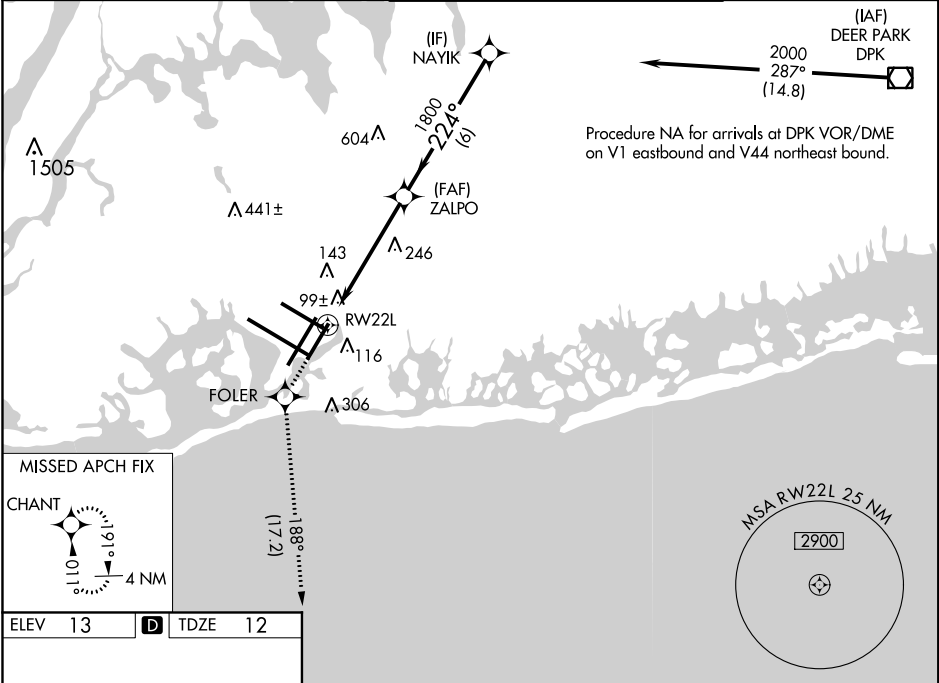 (IF)
NAYIK
(IAF)
DEER PARK
DPK
2000
287°
(14.8)
1800
224°
(6)
604
1505
Procedure NA for arrivals at DPK VOR/DME
on V1 eastbound and V44 northeast bound.
(FAF)
ZALPO
441±
246
143
99±
RW22L
116
FOLER
306
MISSED APCH FIX
CHANT
191°
011°
4 NM
188°
(17.2)
MSA RW22L 25 NM
2900
ELEV 13 D TDZE 12